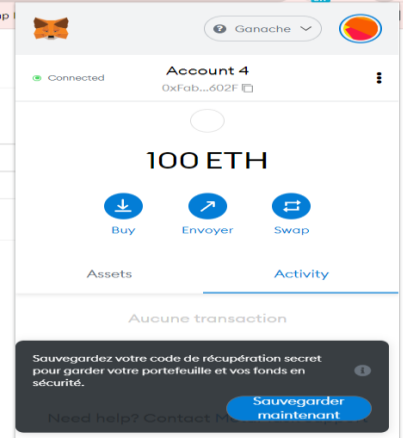 Ganache
Connected
Account 4
0xFab...602F
100 ETH
Buy
Envoyer
Swap
Assets
Activity
Aucune transaction
Sauvegardez votre code de récupération secret
pour garder votre portefeuille et vos fonds en
sécurité.
Sauvegarder
maintenant
Need help? Contact